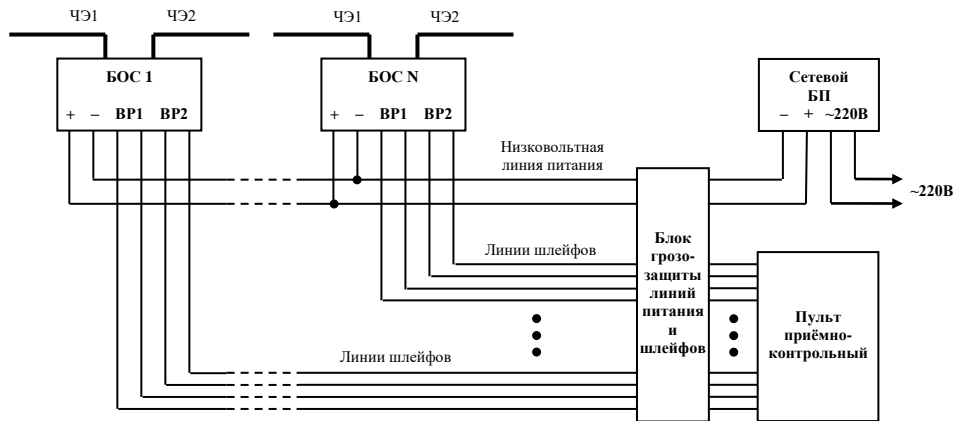 ЧЭ1
ЧЭ2
ЧЭ1
ЧЭ2
БОС 1
+ – ВР1 ВР2
БОС N
+ – ВР1 ВР2
Сетевой
БП
– + ~220В
Низковольтная
линия питания
~220В
Линии шлейфов
Блок
грозо-
защиты
линий
питания
и
шлейфов
Пульт
приёмно-
контрольный
Линии шлейфов